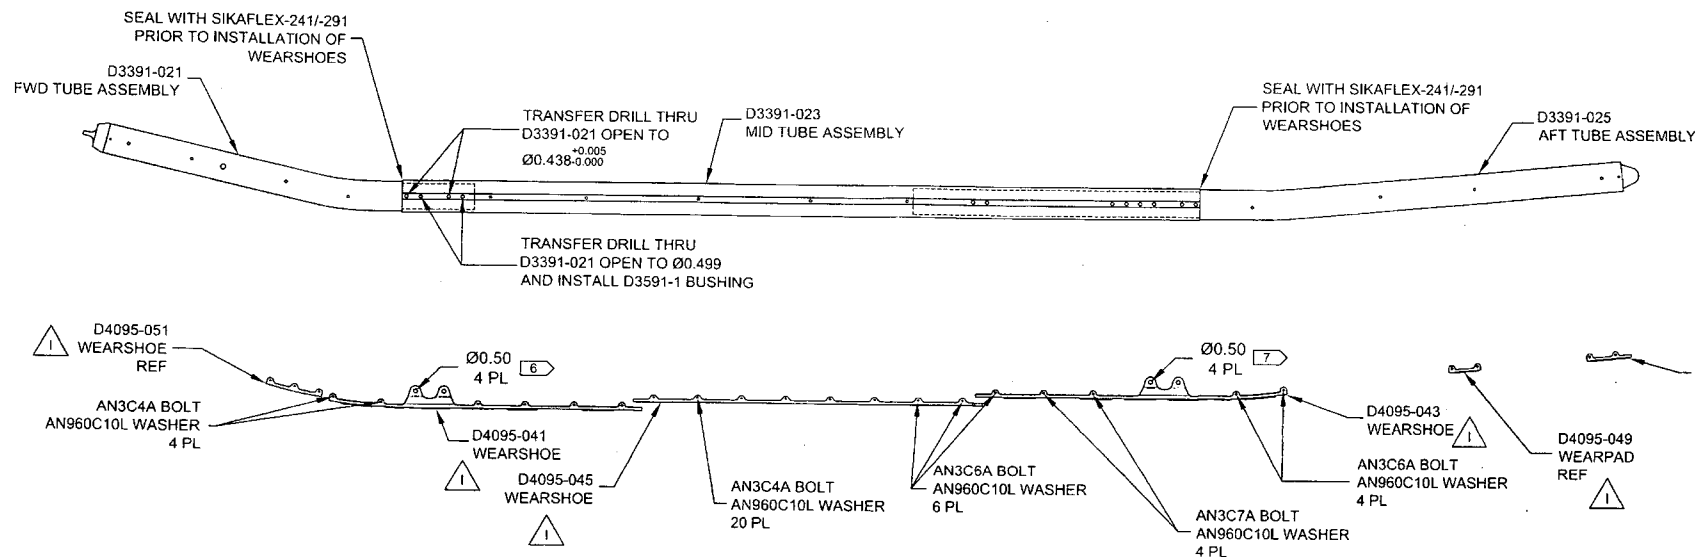 SEAL WITH SIKAFLEX-241/-291
PRIOR TO INSTALLATION OF
WEARSHOES
D3391-021
FWD TUBE ASSEMBLY
TRANSFER DRILL THRU
D3391-021 OPEN TO
Ø0.438+0.005
-0.000
D3391-023
MID TUBE ASSEMBLY
SEAL WITH SIKAFLEX-241/-291
PRIOR TO INSTALLATION OF
WEARSHOES
D3391-025
AFT TUBE ASSEMBLY
TRANSFER DRILL THRU
D3391-021 OPEN TO Ø0.499
AND INSTALL D3591-1 BUSHING
1
D4095-051
WEARSHOE
REF
Ø0.50
4 PL
6
Ø0.50
4 PL
7
AN3C4A BOLT
AN960C10L WASHER
4 PL
D4095-041
WEARSHOE
1
D4095-045
WEARSHOE
1
AN3C4A BOLT
AN960C10L WASHER
20 PL
AN3C6A BOLT
AN960C10L WASHER
6 PL
AN3C7A BOLT
AN960C10L WASHER
4 PL
AN3C6A BOLT
AN960C10L WASHER
4 PL
D4095-043
WEARSHOE
1
D4095-049
WEARPAD
REF
1